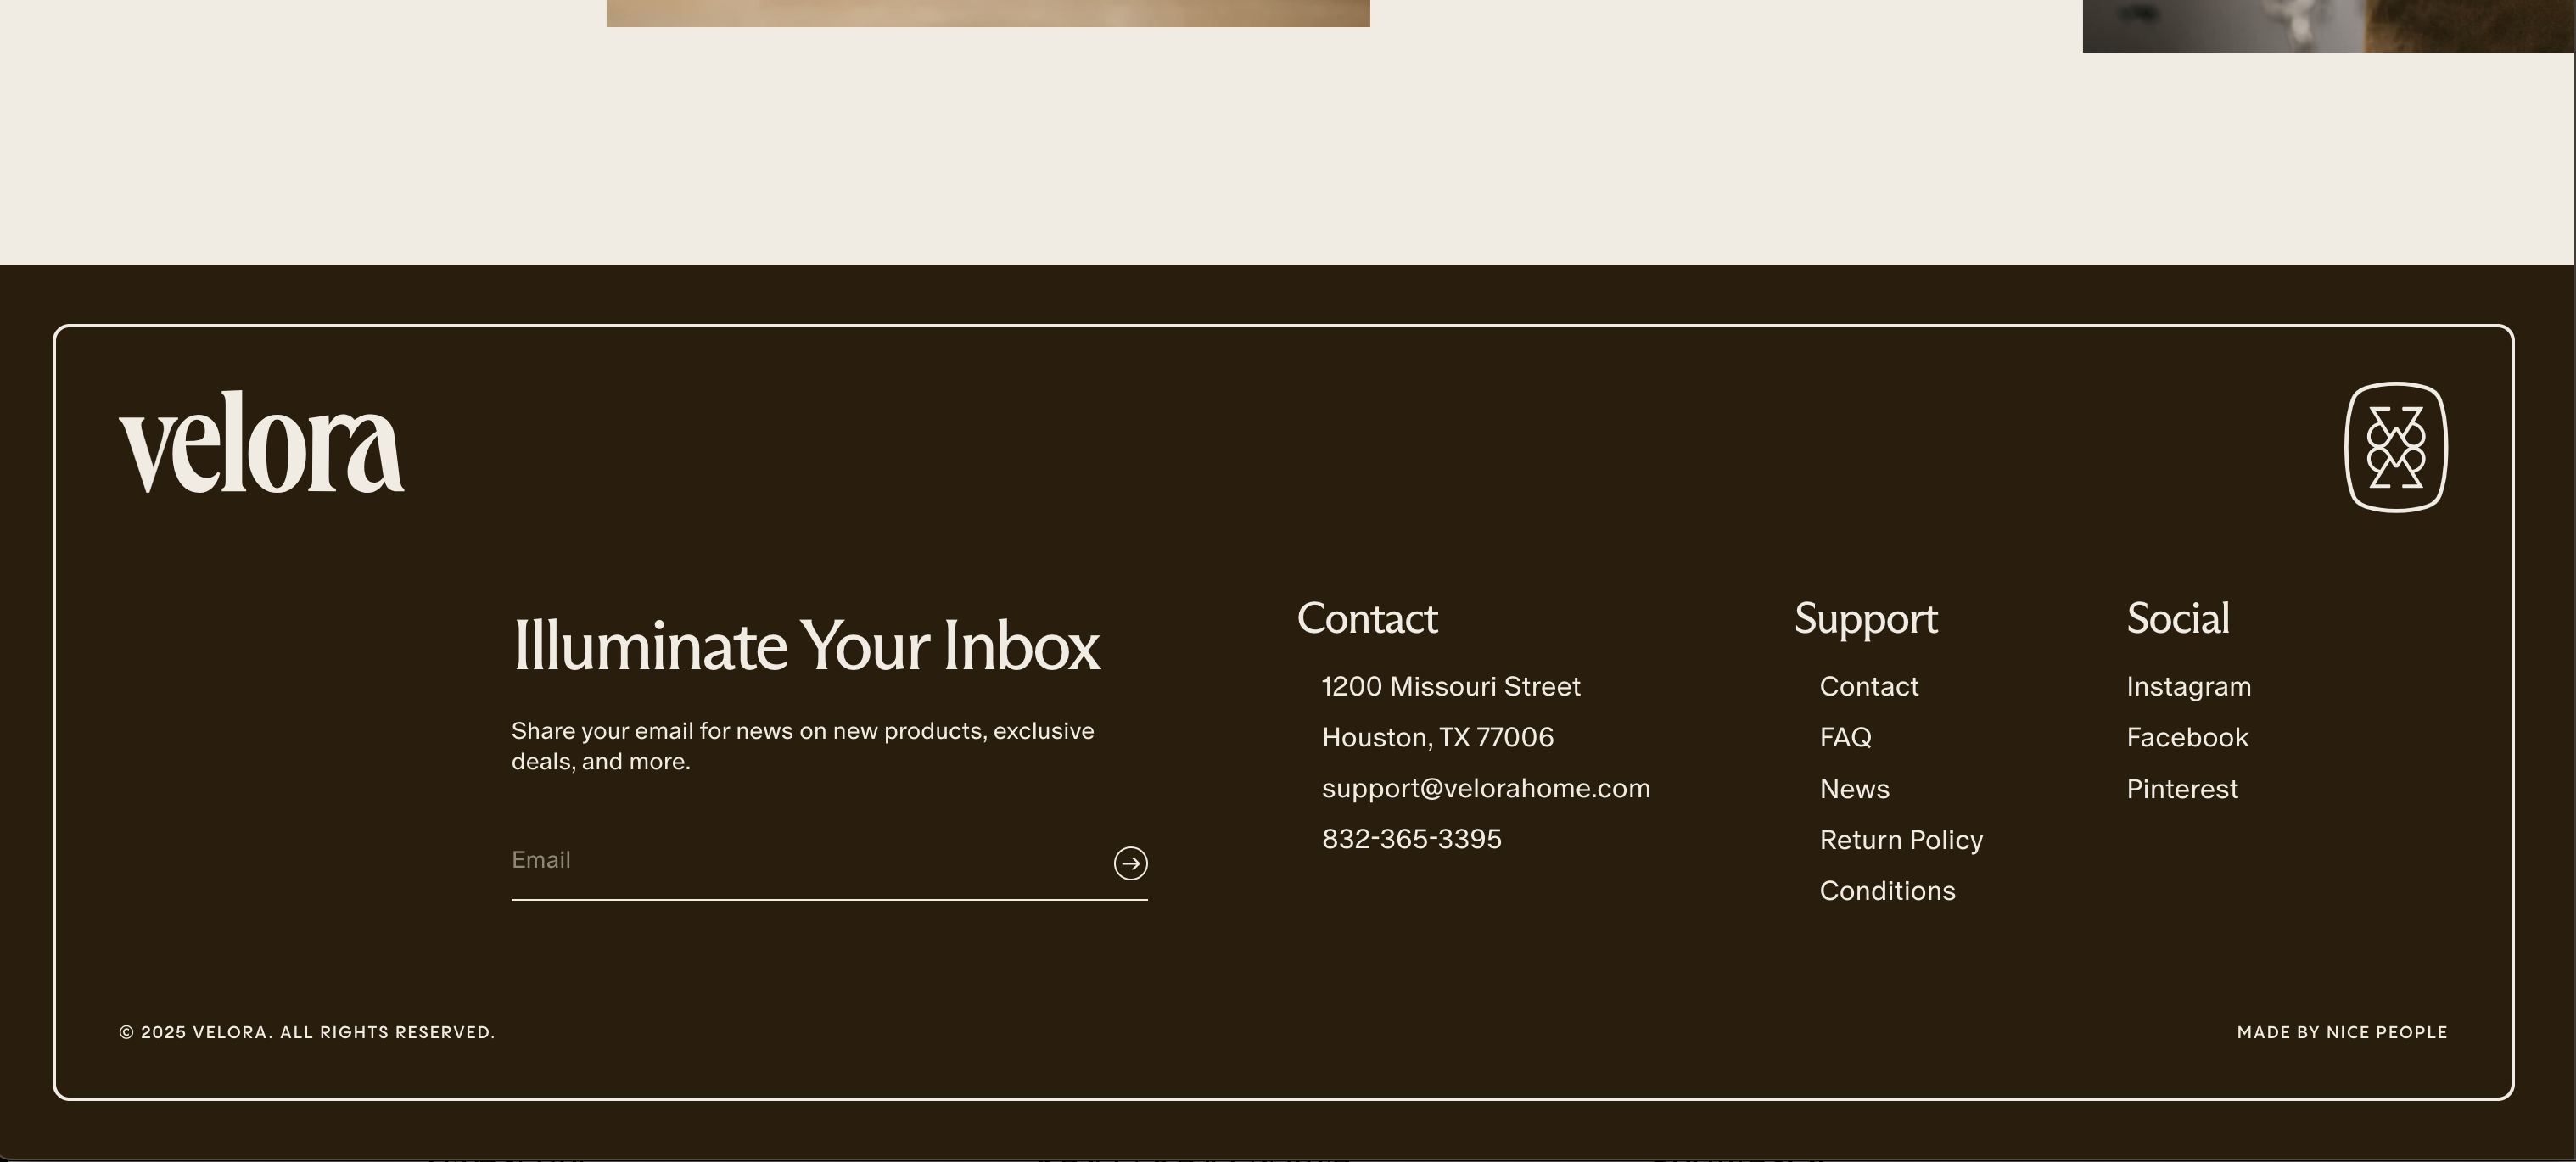 velora
Illuminate Your Inbox
Share your email for news on new products, exclusive
deals, and more.
Email
Contact
1200 Missouri Street
Houston, TX 77006
support@velorahome.com
832-365-3395
Support
Contact
FAQ
News
Return Policy
Conditions
Social
Instagram
Facebook
Pinterest
© 2025 VELORA. ALL RIGHTS RESERVED.
MADE BY NICE PEOPLE